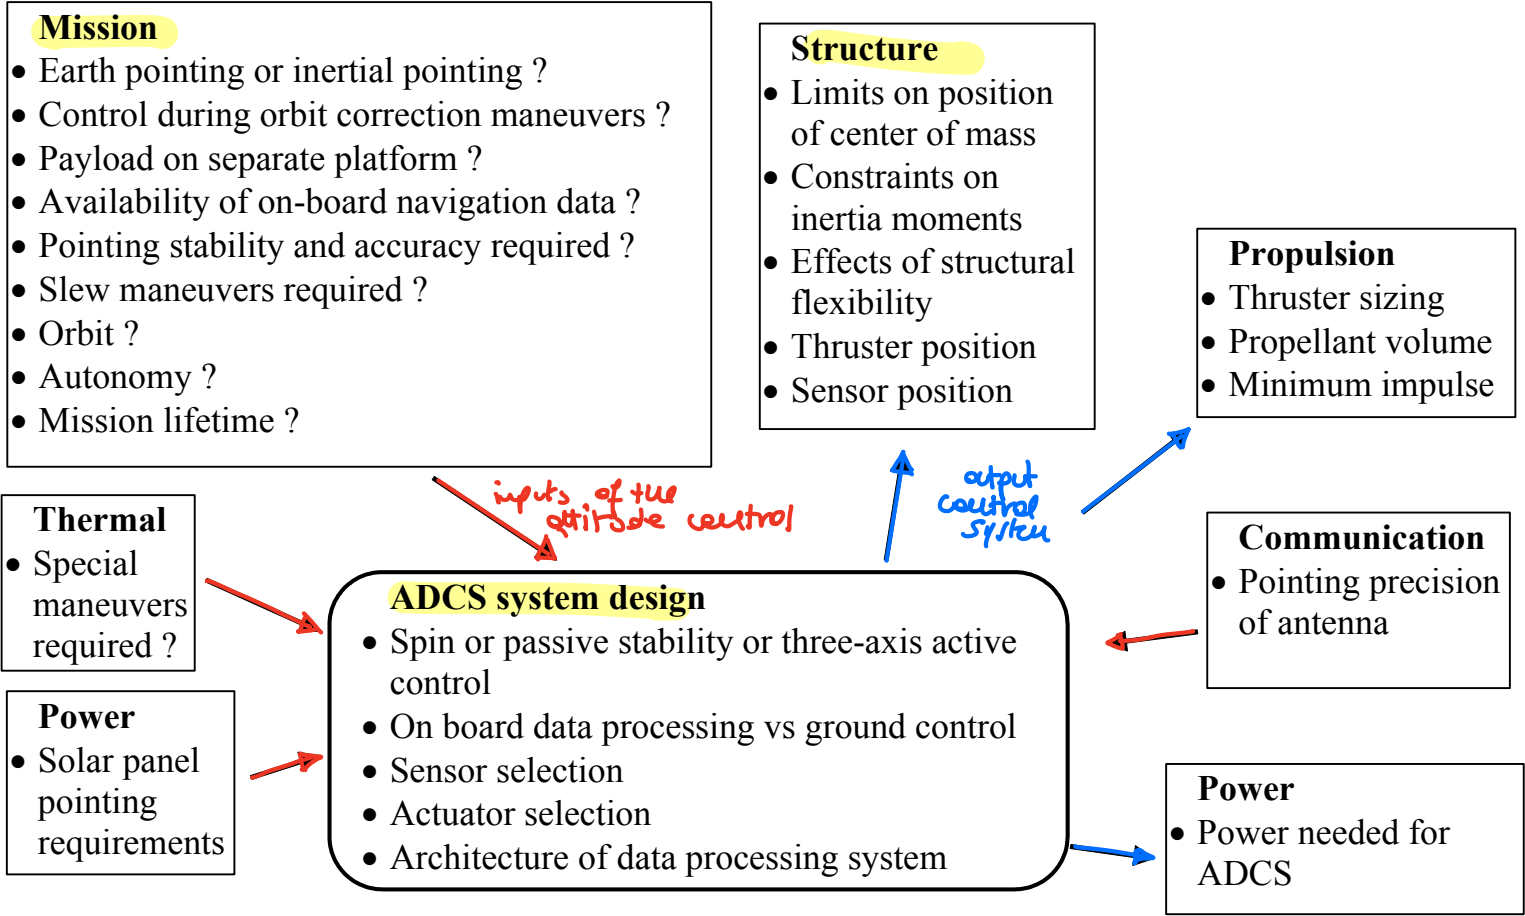 Mission
• Earth pointing or inertial pointing ?
• Control during orbit correction maneuvers ?
• Payload on separate platform ?
• Availability of on-board navigation data ?
• Pointing stability and accuracy required ?
• Slew maneuvers required ?
• Orbit ?
• Autonomy ?
• Mission lifetime ?
Structure
• Limits on position
of center of mass
• Constraints on
inertia moments
• Effects of structural
flexibility
• Thruster position
• Sensor position
Propulsion
• Thruster sizing
• Propellant volume
• Minimum impulse
inputs of the
attitude control
output
control
system
Thermal
• Special
maneuvers
required ?
Communication
• Pointing precision
of antenna
Power
• Solar panel
pointing
requirements
ADCS system design
• Spin or passive stability or three-axis active
control
• On board data processing vs ground control
• Sensor selection
• Actuator selection
• Architecture of data processing system
Power
• Power needed for
ADCS